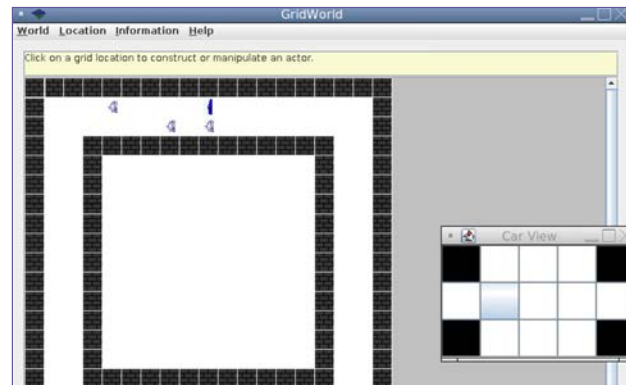 GridWorld
World Location Information Help
Click on a grid location to construct or manipulate an actor.
Car View